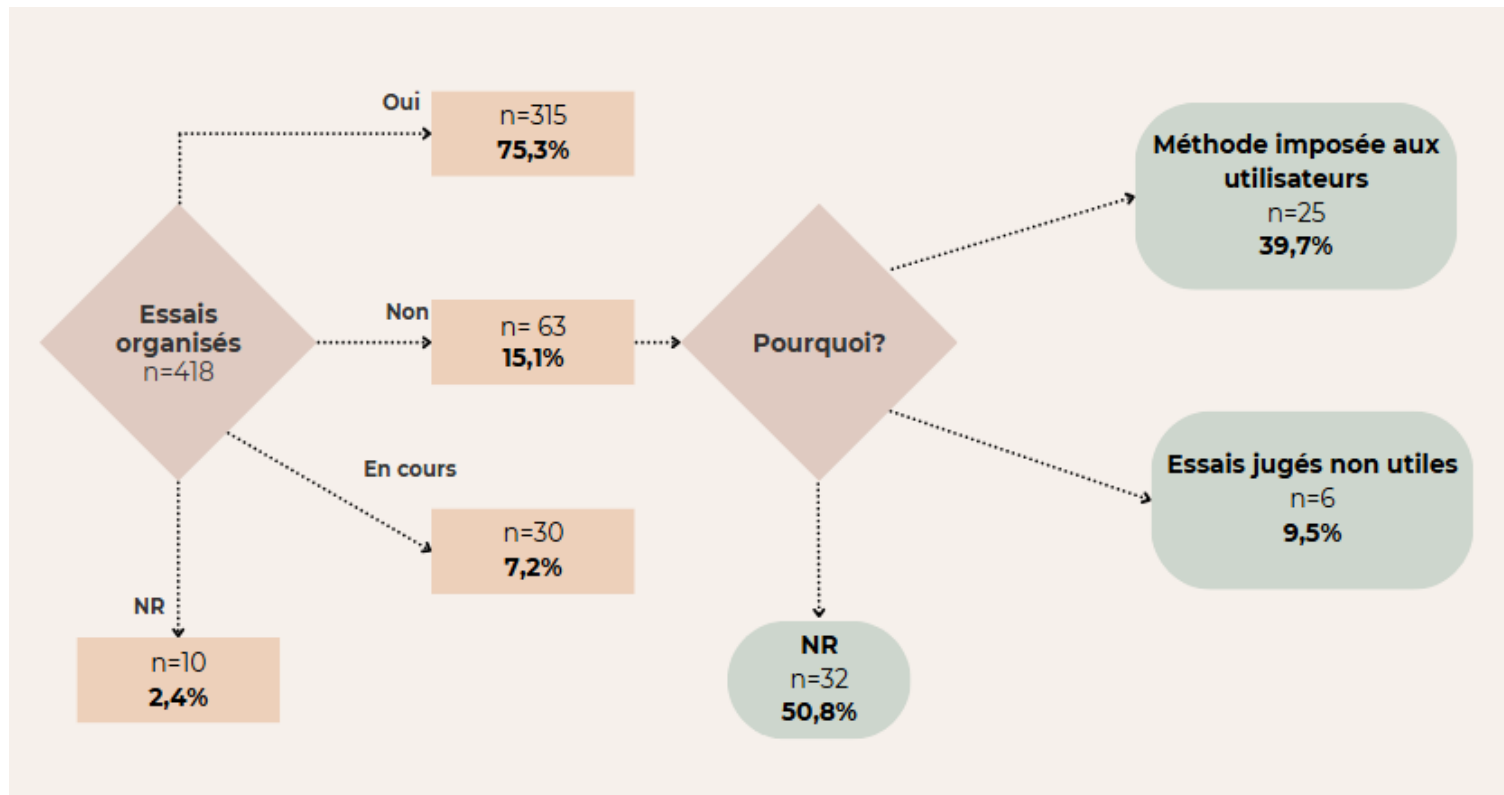 Oui
n=315
75,3%
Essais
organisés
n=418
Non
n= 63
15,1%
En cours
n=30
7,2%
NR
n=10
2,4%
Pourquoi?
Méthode imposée aux
utilisateurs
n=25
39,7%
Essais jugés non utiles
n=6
9,5%
NR
n=32
50,8%